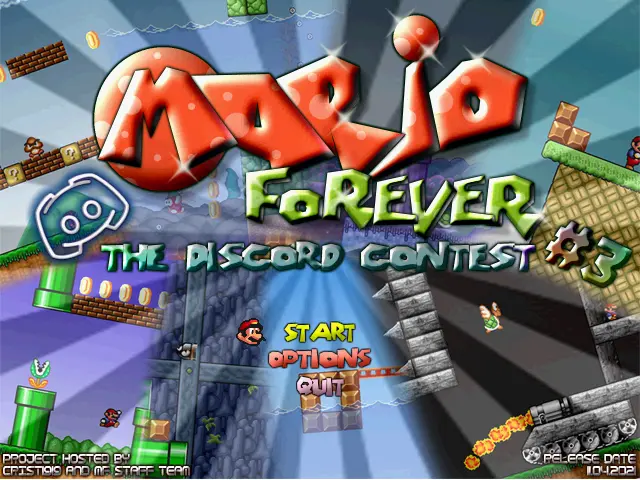 MARIO
FOREVER
THE DISCORD CONTEST #3
START
OPTIONS
QUIT
PROJECT HOSTED BY
CRISTI1919 AND MF STAFF TEAM
RELEASE DATE
11.04.2021